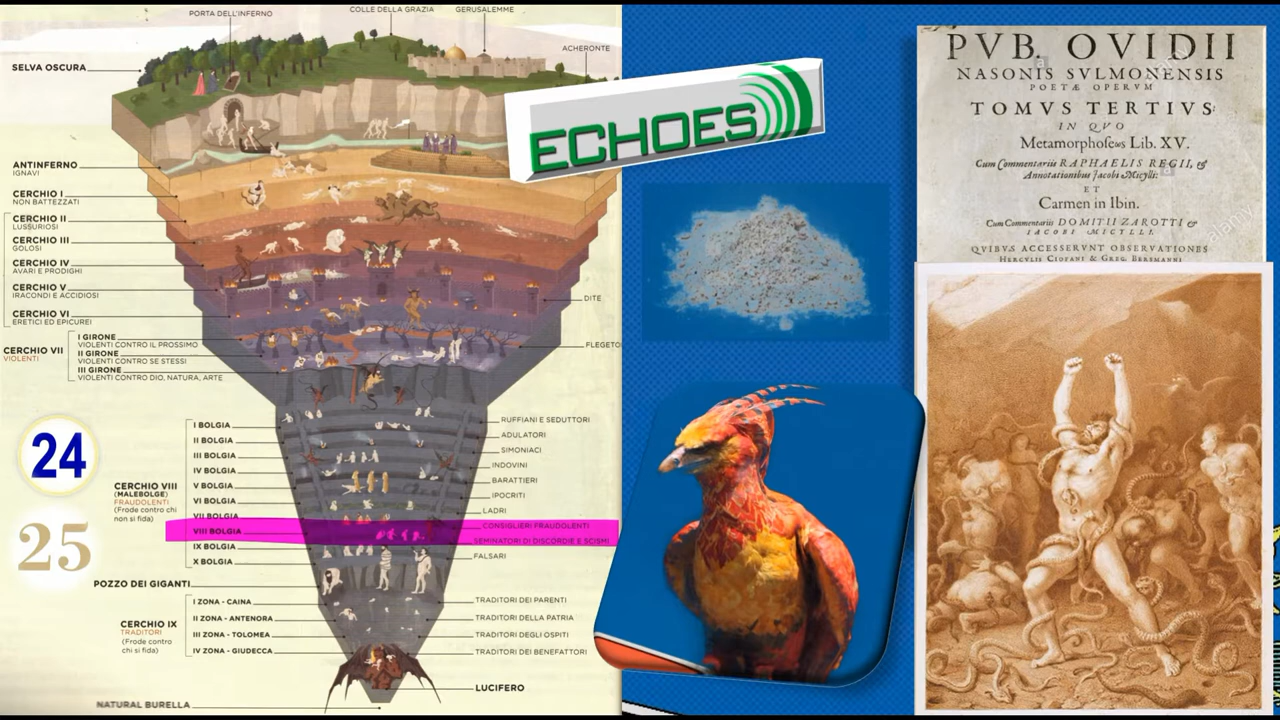 PORTA DELL'INFERNO
COLLE DELLA GRAZIA
GERUSALEMME
ACHERONTE
SELVA OSCURA
ANTINFERNO
IGNAVI
CERCHIO I
NON BATTEZZATI
CERCHIO II
LUSSURIOSI
CERCHIO III
GOLOSI
CERCHIO IV
AVARI E PRODIGHI
CERCHIO V
IRACONDI E ACCIDIOSI
DITE
CERCHIO VI
ERETICI ED EPICUREI
CERCHIO VII
VIOLENTI
I GIRONE
VIOLENTI CONTRO IL PROSSIMO
II GIRONE
VIOLENTI CONTRO SE STESSI
III GIRONE
VIOLENTI CONTRO DIO, NATURA, ARTE
FLEGETO
24
25
CERCHIO VIII
(MALEBOLGE)
FRAUDOLENTI
(Frode contro chi
non si fida)
I BOLGIA
II BOLGIA
III BOLGIA
IV BOLGIA
V BOLGIA
VI BOLGIA
VII BOLGIA
VIII BOLGIA
IX BOLGIA
X BOLGIA
RUFFIANI E SEDUTTORI
ADULATORI
SIMONIACI
INDOVINI
BARATTIERI
IPOCRITI
LADRI
CONSIGLIERI FRAUDOLENTI
SEMINATORI DI DISCORDIE E SCISMI
FALSARI
POZZO DEI GIGANTI
CERCHIO IX
TRADITORI
(Frode contro
chi si fida)
I ZONA - CAINA
II ZONA - ANTENORA
III ZONA - TOLOMEA
IV ZONA - GIUDECCA
TRADITORI DEI PARENTI
TRADITORI DELLA PATRIA
TRADITORI DEGLI OSPITI
TRADITORI DEI BENEFATTORI
LUCIFERO
NATURAL BURELLA
ECHOES
PVB. OVIDII
NASONIS SVLMONENSIS
POETÆ OPERVM
TOMVS TERTIVS:
IN QVO
Metamorphoseωs Lib. XV.
Cum Commentariis RAPHAELIS REGII, &
Annotationibus Jacobi Micylli:
ET
Carmen in Ibin.
Cum Commentariis DOMITII ZAROTTI &
IACOBI MICYLLI.
QVIBVS ACCESSERVNT OBSERVATIONES
HERCVLIS CIOFANI & GREG. BERSMANNI